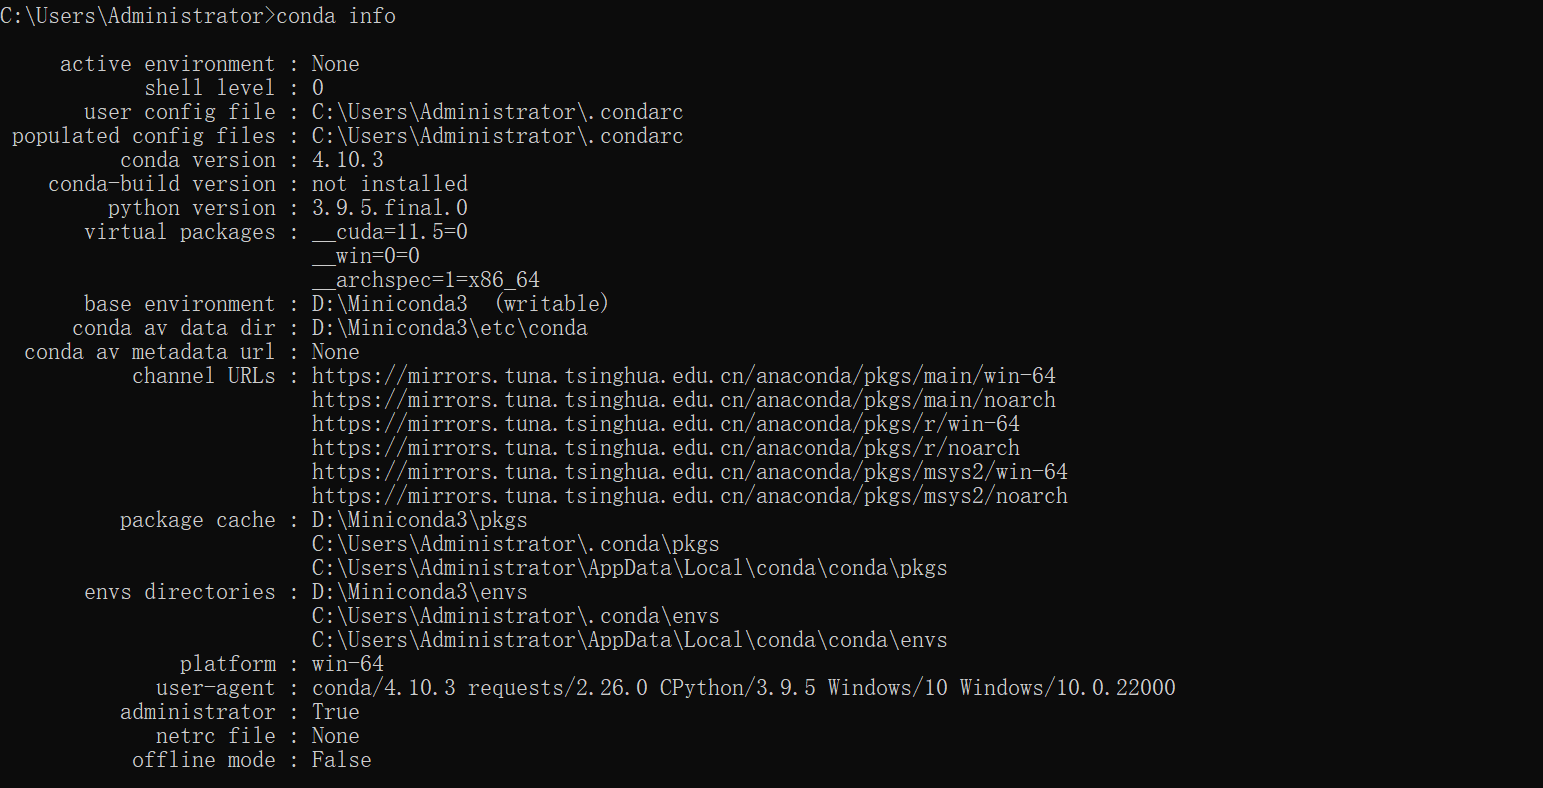 C:\Users\Administrator>conda info
active environment : None
shell level : 0
user config file : C:\Users\Administrator\.condarc
populated config files : C:\Users\Administrator\.condarc
conda version : 4.10.3
conda-build version : not installed
python version : 3.9.5.final.0
virtual packages : __cuda=11.5=0
__win=0=0
__archspec=1=x86_64
base environment : D:\Miniconda3  (writable)
conda av data dir : D:\Miniconda3\etc\conda
conda av metadata url : None
channel URLs : https://mirrors.tuna.tsinghua.edu.cn/anaconda/pkgs/main/win-64
https://mirrors.tuna.tsinghua.edu.cn/anaconda/pkgs/main/noarch
https://mirrors.tuna.tsinghua.edu.cn/anaconda/pkgs/r/win-64
https://mirrors.tuna.tsinghua.edu.cn/anaconda/pkgs/r/noarch
https://mirrors.tuna.tsinghua.edu.cn/anaconda/pkgs/msys2/win-64
https://mirrors.tuna.tsinghua.edu.cn/anaconda/pkgs/msys2/noarch
package cache : D:\Miniconda3\pkgs
C:\Users\Administrator\.conda\pkgs
C:\Users\Administrator\AppData\Local\conda\conda\pkgs
envs directories : D:\Miniconda3\envs
C:\Users\Administrator\.conda\envs
C:\Users\Administrator\AppData\Local\conda\conda\envs
platform : win-64
user-agent : conda/4.10.3 requests/2.26.0 CPython/3.9.5 Windows/10 Windows/10.0.22000
administrator : True
netrc file : None
offline mode : False